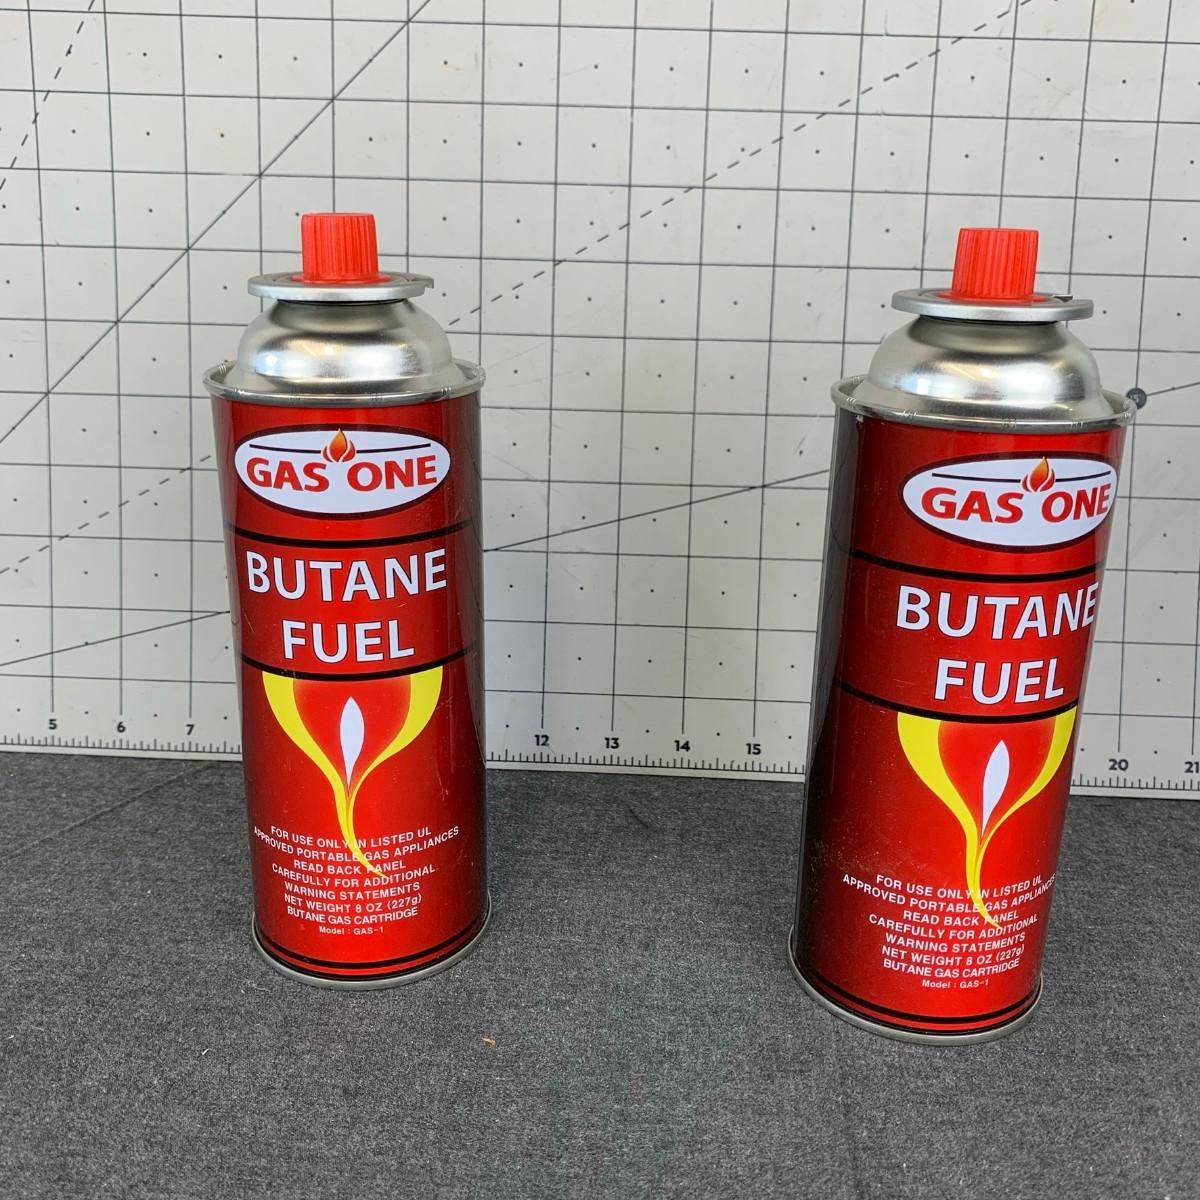 GAS ONE
BUTANE
FUEL
FOR USE ONLY IN LISTED UL
APPROVED PORTABLE GAS APPLIANCES
READ BACK PANEL
CAREFULLY FOR ADDITIONAL
WARNING STATEMENTS
NET WEIGHT 8 OZ (227g)
BUTANE GAS CARTRIDGE
Model : GAS-1
GAS ONE
BUTANE
FUEL
FOR USE ONLY IN LISTED UL
APPROVED PORTABLE GAS APPLIANCES
READ BACK PANEL
CAREFULLY FOR ADDITIONAL
WARNING STATEMENTS
NET WEIGHT 8 OZ (227g)
BUTANE GAS CARTRIDGE
Model : GAS-1
5 6 7 12 13 14 15 20 21